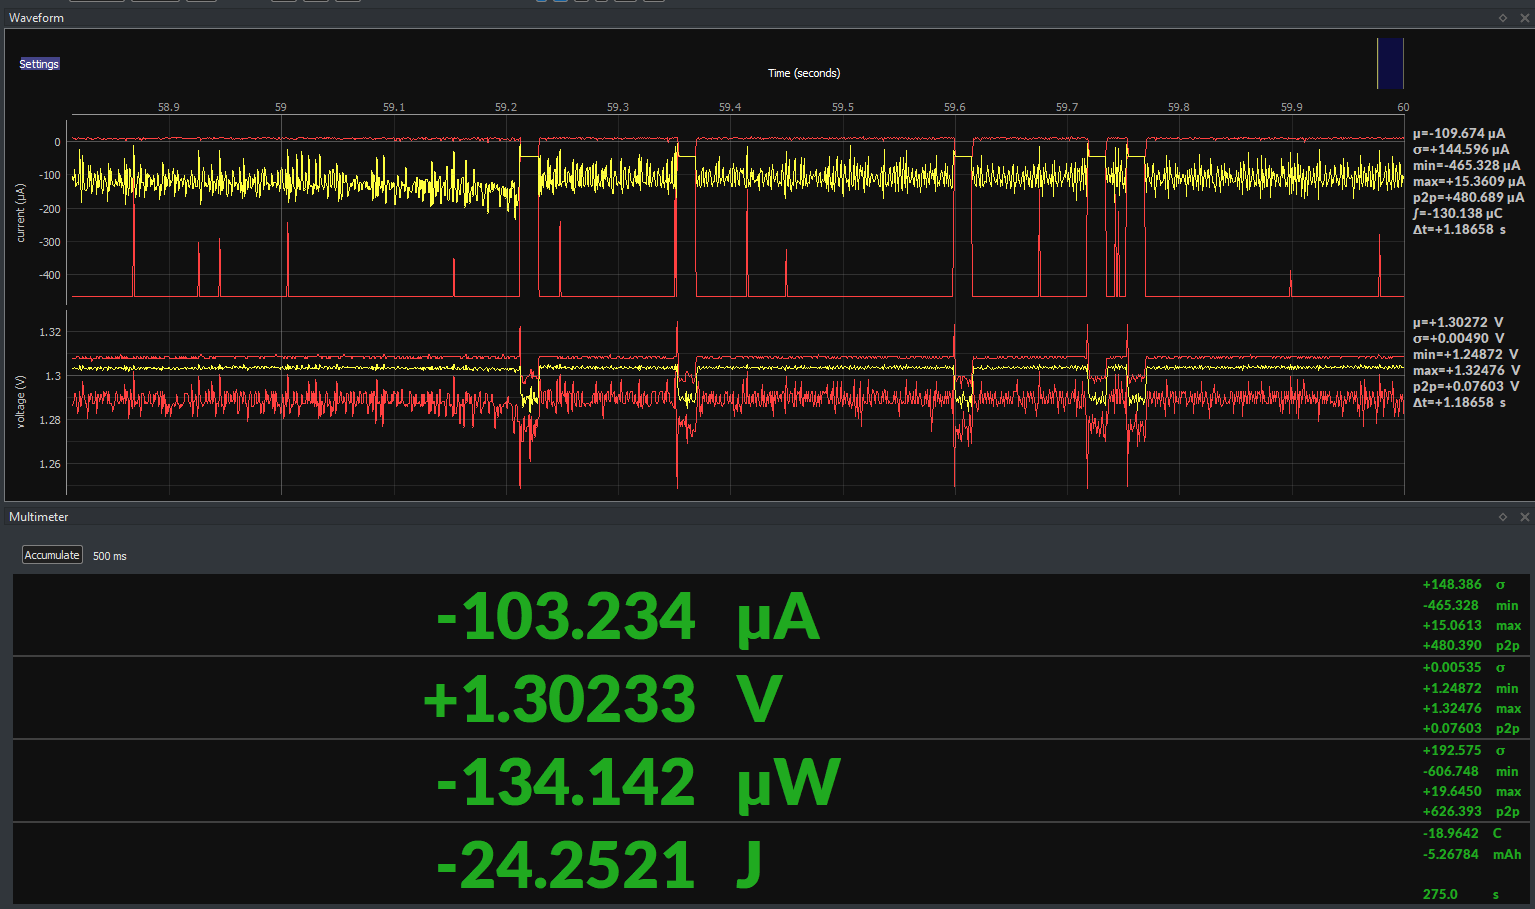 Waveform
Settings
Time (seconds)
58.9 59 59.1 59.2 59.3 59.4 59.5 59.6 59.7 59.8 59.9 60
current (µA)
0
-100
-200
-300
-400
µ=-109.674 µA
σ=+144.596 µA
min=-465.328 µA
max=+15.3609 µA
p2p=+480.689 µA
∫=-130.138 µC
Δt=+1.18658 s
voltage (V)
1.32
1.3
1.28
1.26
µ=+1.30272 V
σ=+0.00490 V
min=+1.24872 V
max=+1.32476 V
p2p=+0.07603 V
Δt=+1.18658 s
Multimeter
Accumulate 500 ms
-103.234 µA
+148.386 σ
-465.328 min
+15.0613 max
+480.390 p2p
+1.30233 V
+0.00535 σ
+1.24872 min
+1.32476 max
+0.07603 p2p
-134.142 µW
+192.575 σ
-606.748 min
+19.6450 max
+626.393 p2p
-24.2521 J
-18.9642 C
-5.26784 mAh
275.0 s